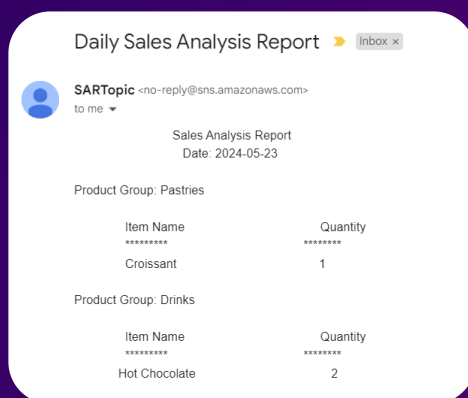 Daily Sales Analysis Report Inbox ×
SARTopic <no-reply@sns.amazonaws.com>
to me
Sales Analysis Report
Date: 2024-05-23
Product Group: Pastries
Item Name Quantity
********* ********
Croissant 1
Product Group: Drinks
Item Name Quantity
********* ********
Hot Chocolate 2